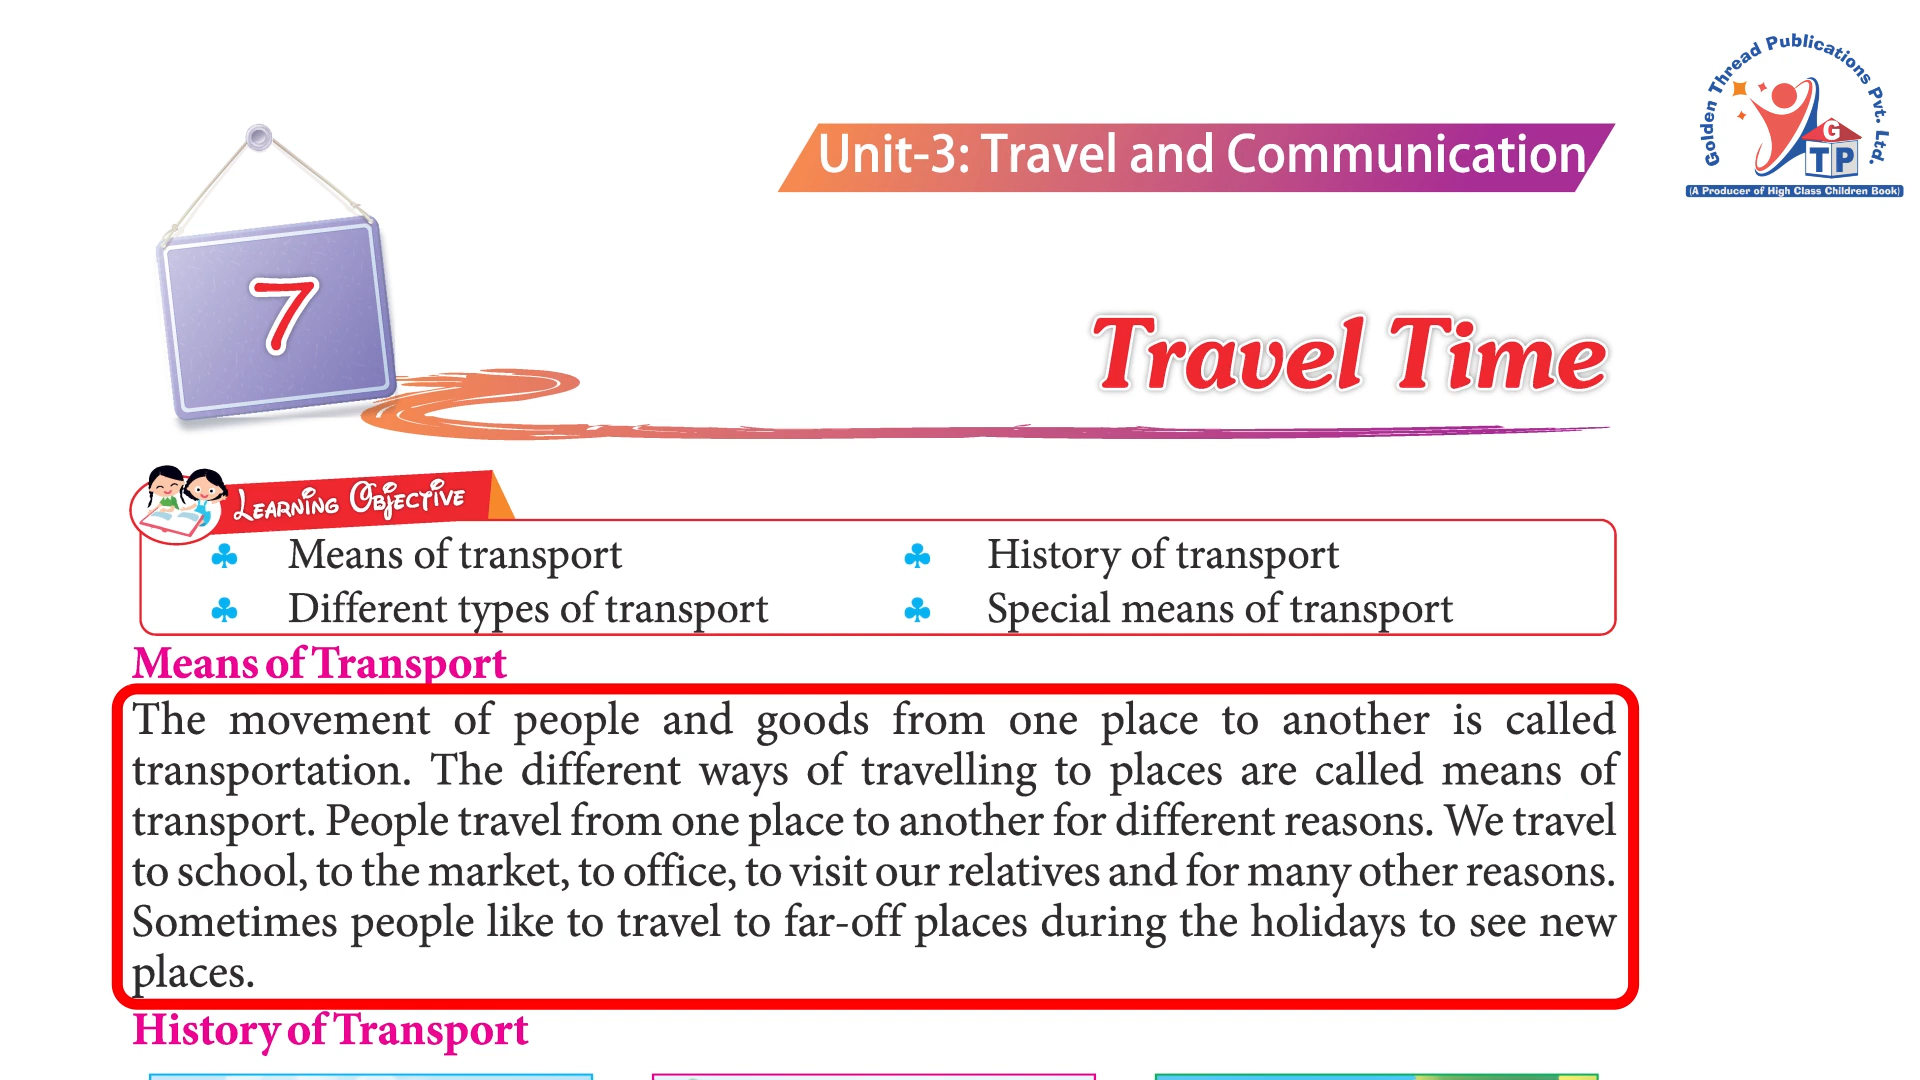 Golden Thread Publications Pvt. Ltd.
G
TP
(A Producer of High Class Children Book)
Unit-3: Travel and Communication
7
Travel Time
LEARNING OBJECTIVE
♣ Means of transport
♣ History of transport
♣ Different types of transport
♣ Special means of transport
Means of Transport
The movement of people and goods from one place to another is called
transportation. The different ways of travelling to places are called means of
transport. People travel from one place to another for different reasons. We travel
to school, to the market, to office, to visit our relatives and for many other reasons.
Sometimes people like to travel to far-off places during the holidays to see new
places.
History of Transport